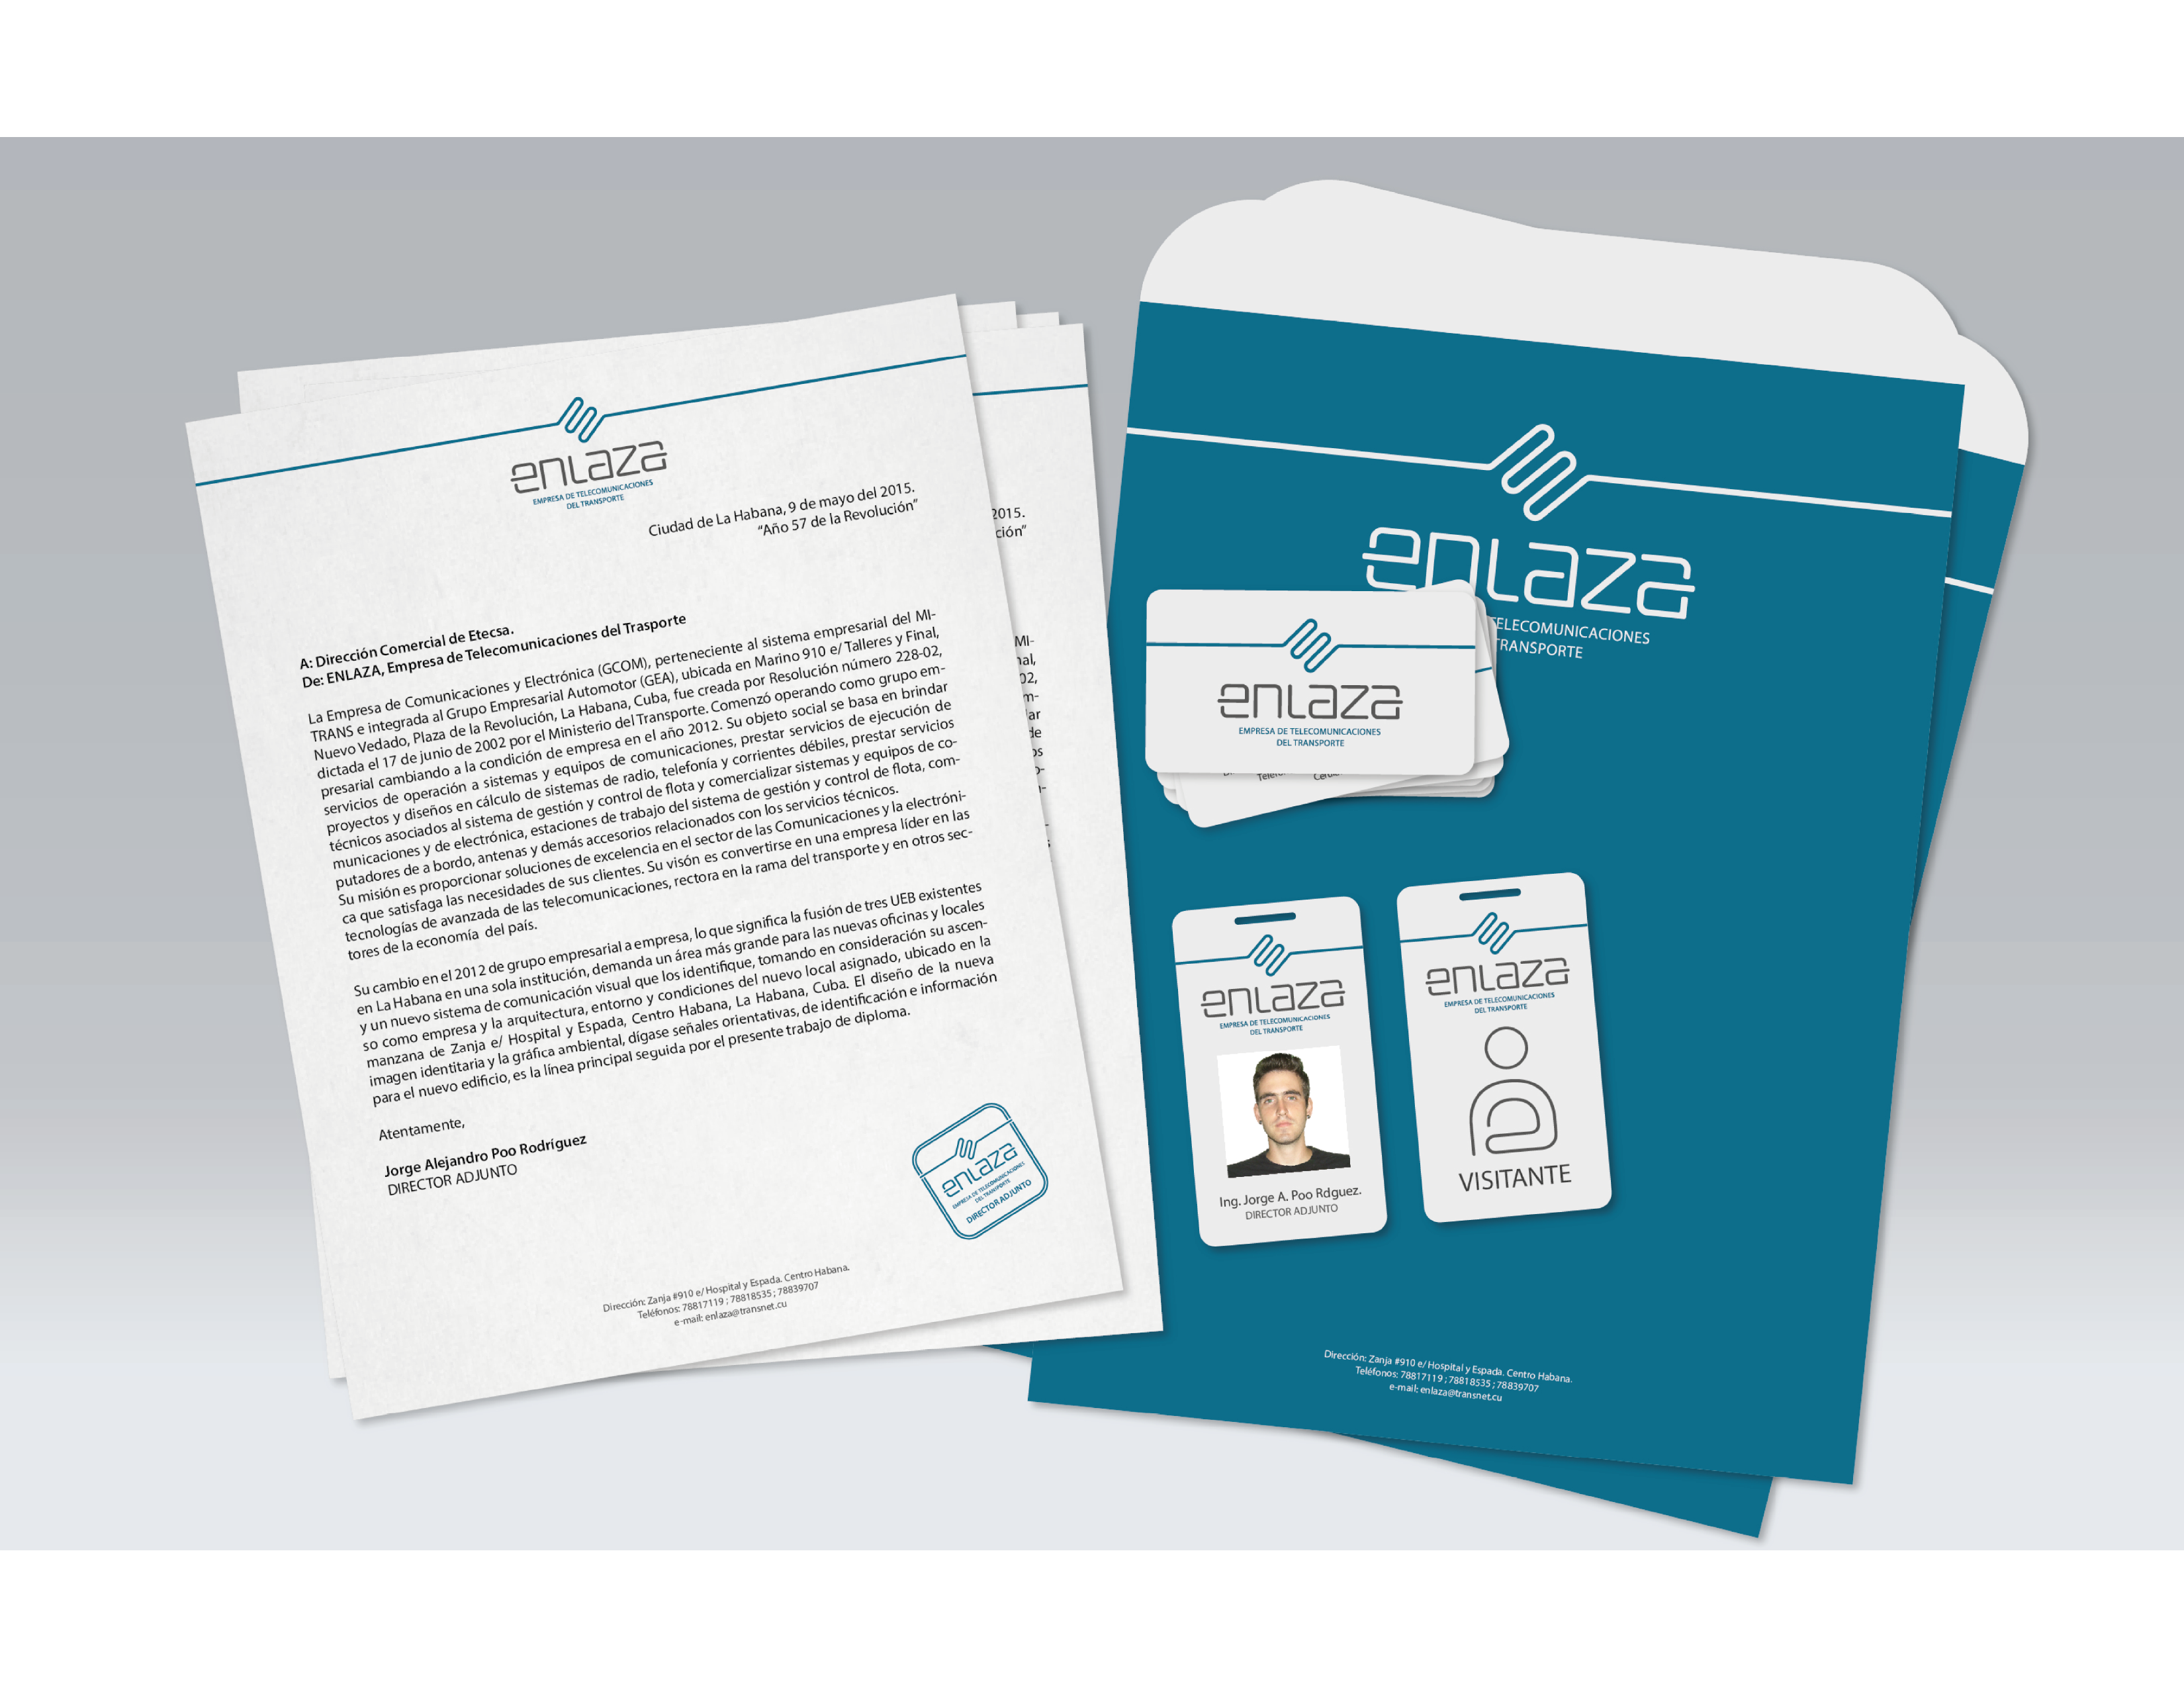 enlaza
EMPRESA DE TELECOMUNICACIONES
DEL TRANSPORTE
Ciudad de La Habana, 9 de mayo del 2015.
“Año 57 de la Revolución”
A: Dirección Comercial de Etecsa.
De: ENLAZA, Empresa de Telecomunicaciones del Trasporte
La Empresa de Comunicaciones y Electrónica (GCOM), perteneciente al sistema empresarial del MI-
TRANS e integrada al Grupo Empresarial Automotor (GEA), ubicada en Marino 910 e/ Talleres y Final,
Nuevo Vedado, Plaza de la Revolución, La Habana, Cuba, fue creada por Resolución número 228-02,
dictada el 17 de junio de 2002 por el Ministerio del Transporte. Comenzó operando como grupo em-
presarial cambiando a la condición de empresa en el año 2012. Su objeto social se basa en brindar
servicios de operación a sistemas y equipos de comunicaciones, prestar servicios de ejecución de
proyectos y diseños en cálculo de sistemas de radio, telefonía y corrientes débiles, prestar servicios
técnicos asociados al sistema de gestión y control de flota y comercializar sistemas y equipos de co-
municaciones y de electrónica, estaciones de trabajo del sistema de gestión y control de flota, com-
putadores de a bordo, antenas y demás accesorios relacionados con los servicios técnicos.
Su misión es proporcionar soluciones de excelencia en el sector de las Comunicaciones y la electróni-
ca que satisfaga las necesidades de sus clientes. Su visón es convertirse en una empresa líder en las
tecnologías de avanzada de las telecomunicaciones, rectora en la rama del transporte y en otros sec-
tores de la economía del país.
Su cambio en el 2012 de grupo empresarial a empresa, lo que significa la fusión de tres UEB existentes
en La Habana en una sola institución, demanda un área más grande para las nuevas oficinas y locales
y un nuevo sistema de comunicación visual que los identifique, tomando en consideración su ascen-
so como empresa y la arquitectura, entorno y condiciones del nuevo local asignado, ubicado en la
manzana de Zanja e/ Hospital y Espada, Centro Habana, La Habana, Cuba. El diseño de la nueva
imagen identitaria y la gráfica ambiental, dígase señales orientativas, de identificación e información
para el nuevo edificio, es la línea principal seguida por el presente trabajo de diploma.
Atentamente,
Jorge Alejandro Poo Rodríguez
DIRECTOR ADJUNTO
enlaza
EMPRESA DE TELECOMUNICACIONES
DEL TRANSPORTE
DIRECTOR ADJUNTO
Dirección: Zanja #910 e/ Hospital y Espada. Centro Habana.
Teléfonos: 78817119 ; 78818535 ; 78839707
e-mail: enlaza@transnet.cu
2015.
ción”
MI-
nal,
02,
m-
ar
de
os
o-
enlaza
TELECOMUNICACIONES
TRANSPORTE
enlaza
EMPRESA DE TELECOMUNICACIONES
DEL TRANSPORTE
enlaza
EMPRESA DE TELECOMUNICACIONES
DEL TRANSPORTE
Ing. Jorge A. Poo Rdguez.
DIRECTOR ADJUNTO
enlaza
EMPRESA DE TELECOMUNICACIONES
DEL TRANSPORTE
VISITANTE
Dirección: Zanja #910 e/ Hospital y Espada. Centro Habana.
Teléfonos: 78817119 ; 78818535 ; 78839707
e-mail: enlaza@transnet.cu